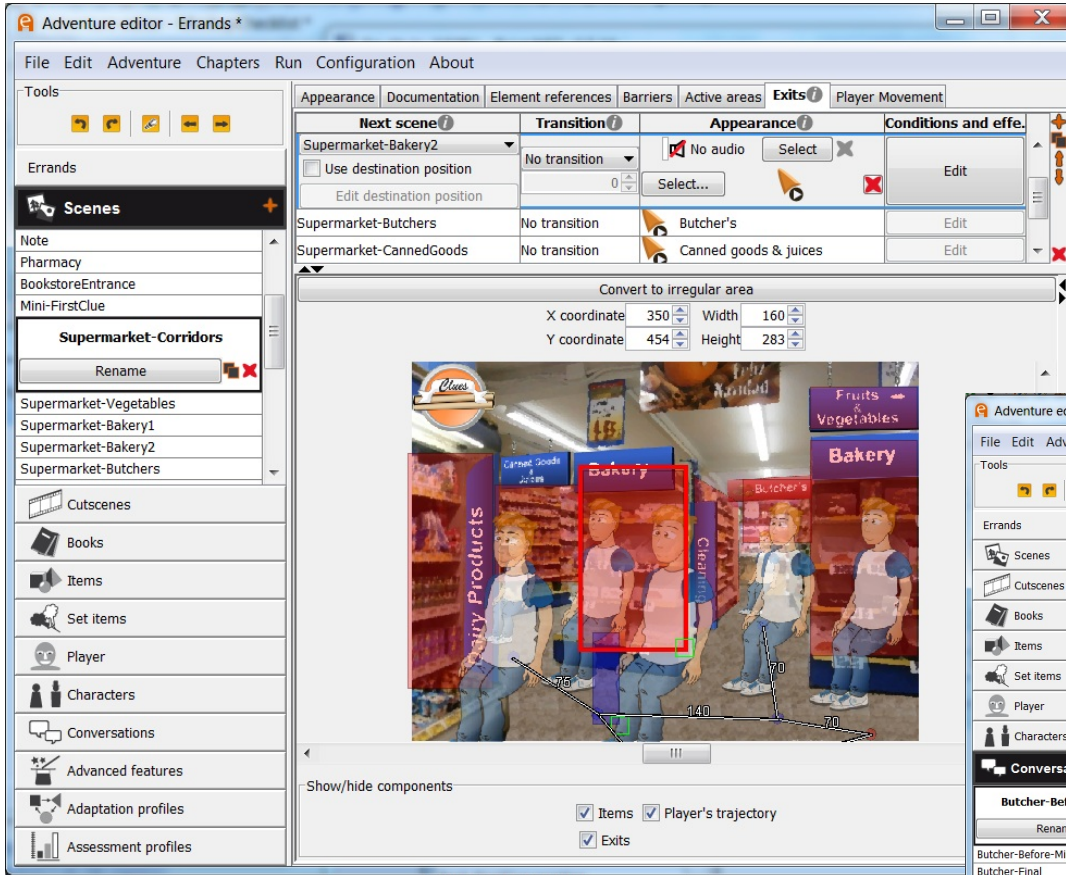 Adventure editor - Errands *
File Edit Adventure Chapters Run Configuration About
Tools
Errands
Scenes
Note
Pharmacy
BookstoreEntrance
Mini-FirstClue
Supermarket-Corridors
Rename
Supermarket-Vegetables
Supermarket-Bakery1
Supermarket-Bakery2
Supermarket-Butchers
Cutscenes
Books
Items
Set items
Player
Characters
Conversations
Advanced features
Adaptation profiles
Assessment profiles
Appearance Documentation Element references Barriers Active areas Exits Player Movement
Next scene Transition Appearance Conditions and effe.
Supermarket-Bakery2 No transition No audio Select Edit
Use destination position 0 Select...
Edit destination position
Supermarket-Butchers No transition Butcher's Edit
Supermarket-CannedGoods No transition Canned goods & juices Edit
Convert to irregular area
X coordinate 350 Width 160
Y coordinate 454 Height 283
Clues
Fruits
&
Vegetables
Canned Goods
&
Juices
Bakery
Bakery
Butcher's
Dairy Products
Cleaning
75
140
70
70
Show/hide components
Items Player's trajectory
Exits
Adventure ed
File Edit Adv
Tools
Errands
Scenes
Cutscenes
Books
Items
Set items
Player
Characters
Conversa
Butcher-Bef
Renam
Butcher-Before-Mi
Butcher-Final